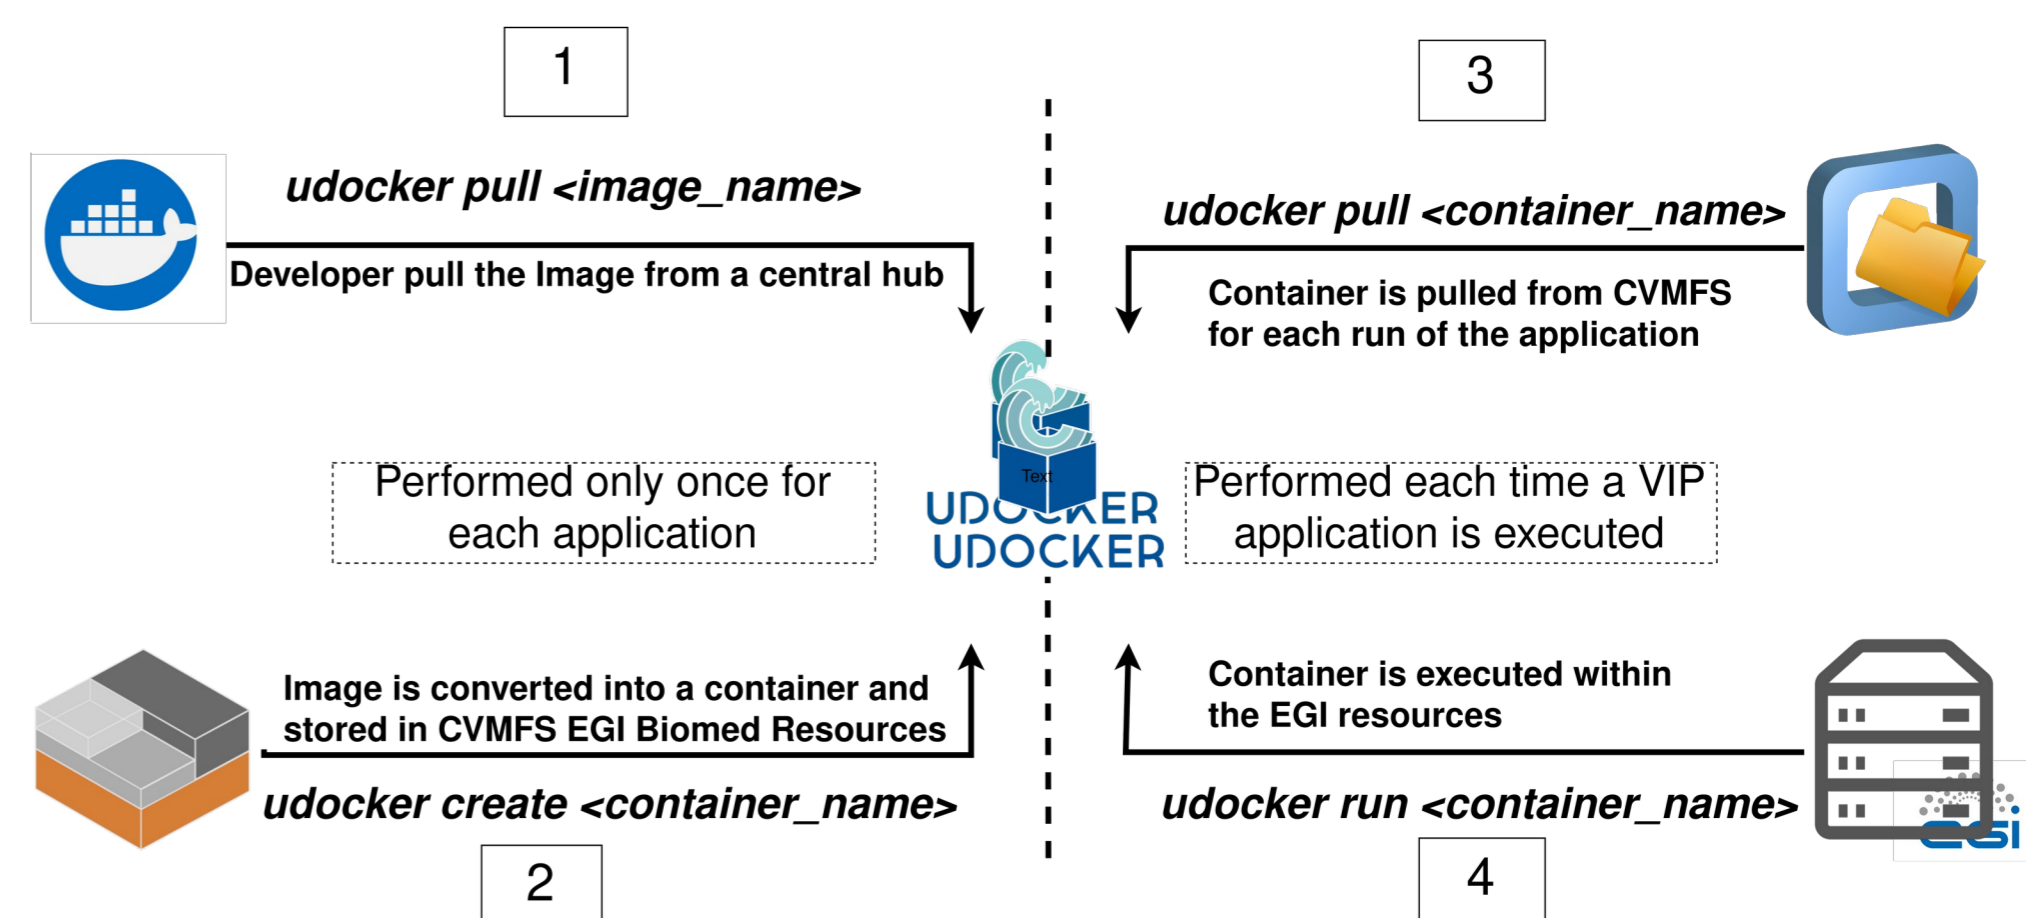 1
udocker pull <image_name>
Developer pull the Image from a central hub
Performed only once for
each application
Image is converted into a container and
stored in CVMFS EGI Biomed Resources
udocker create <container_name>
2
Text
UDOCKER
UDOCKER
3
udocker pull <container_name>
Container is pulled from CVMFS
for each run of the application
Performed each time a VIP
application is executed
Container is executed within
the EGI resources
udocker run <container_name>
4
eGi